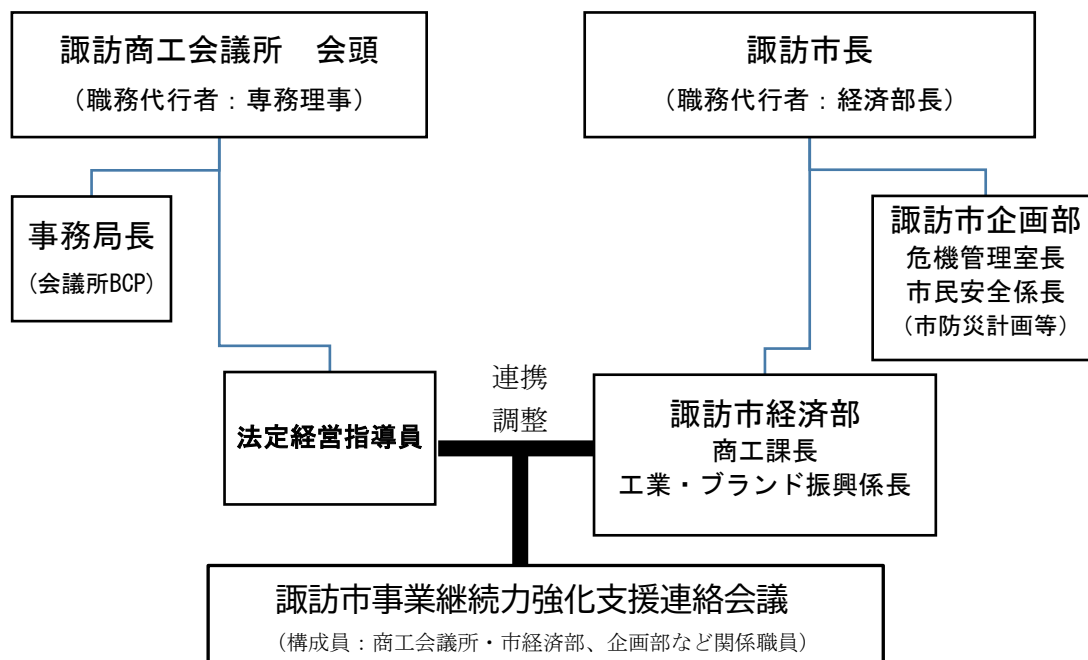 諏訪商工会議所　会頭
（職務代行者：専務理事）
諏訪市長
（職務代行者：経済部長）
事務局長
(会議所BCP)
諏訪市企画部
危機管理室長
市民安全係長
（市防災計画等）
法定経営指導員
連携
調整
諏訪市経済部
商工課長
工業・ブランド振興係長
諏訪市事業継続力強化支援連絡会議
（構成員：商工会議所・市経済部、企画部など関係職員）